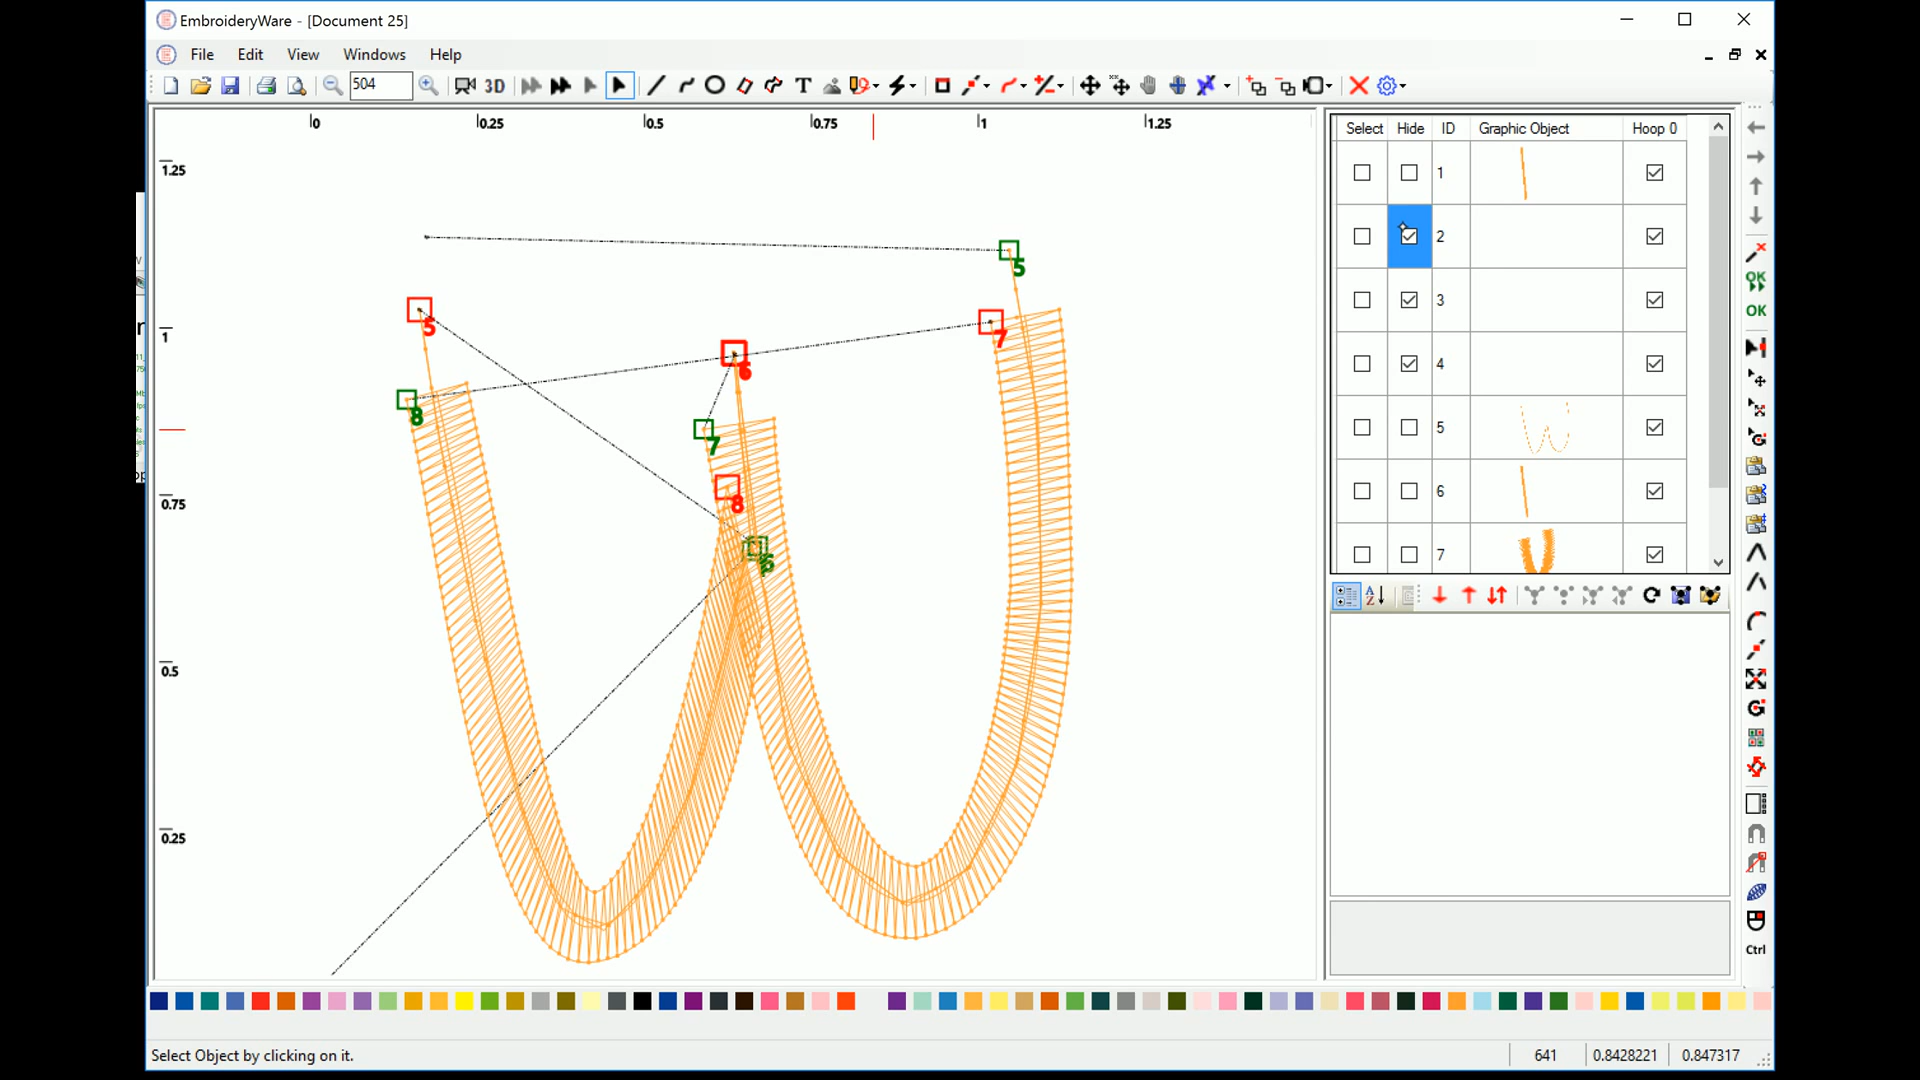 EmbroideryWare - [Document 25]
File Edit View Windows Help
504 3D T
0 0.25 0.5 0.75 1 1.25
1.25
1
0.75
0.5
0.25
5
5
7
6
8
7
8
Select Hide ID Graphic Object Hoop 0
1
2
3
4
5
6
7
A
Z
OK
OK
Ctrl
Select Object by clicking on it.
641 0.8428221 0.847317